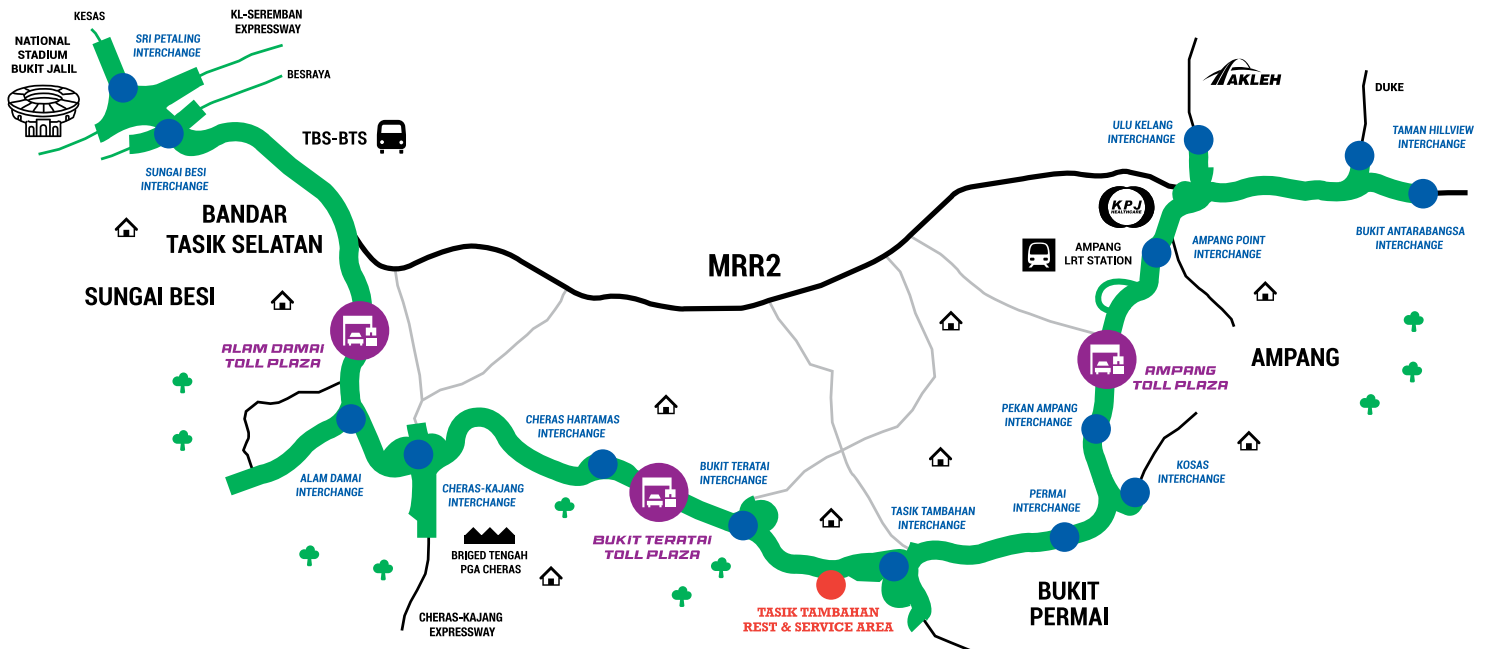 KESAS
KL-SEREMBAN
EXPRESSWAY
NATIONAL
STADIUM
BUKIT JALIL
SRI PETALING
INTERCHANGE
BESRAYA
TBS-BTS
SUNGAI BESI
INTERCHANGE
BANDAR
TASIK SELATAN
SUNGAI BESI
ALAM DAMAI
TOLL PLAZA
ALAM DAMAI
INTERCHANGE
CHERAS-KAJANG
INTERCHANGE
BRIGED TENGAH
PGA CHERAS
CHERAS-KAJANG
EXPRESSWAY
CHERAS HARTAMAS
INTERCHANGE
BUKIT TERATAI
TOLL PLAZA
BUKIT TERATAI
INTERCHANGE
MRR2
TASIK TAMBAHAN
REST & SERVICE AREA
TASIK TAMBAHAN
INTERCHANGE
PERMAI
INTERCHANGE
BUKIT
PERMAI
KOSAS
INTERCHANGE
PEKAN AMPANG
INTERCHANGE
AMPANG
TOLL PLAZA
AMPANG
AMPANG
LRT STATION
KPJ
HEALTHCARE
AMPANG POINT
INTERCHANGE
ULU KELANG
INTERCHANGE
AKLEH
DUKE
TAMAN HILLVIEW
INTERCHANGE
BUKIT ANTARABANGSA
INTERCHANGE